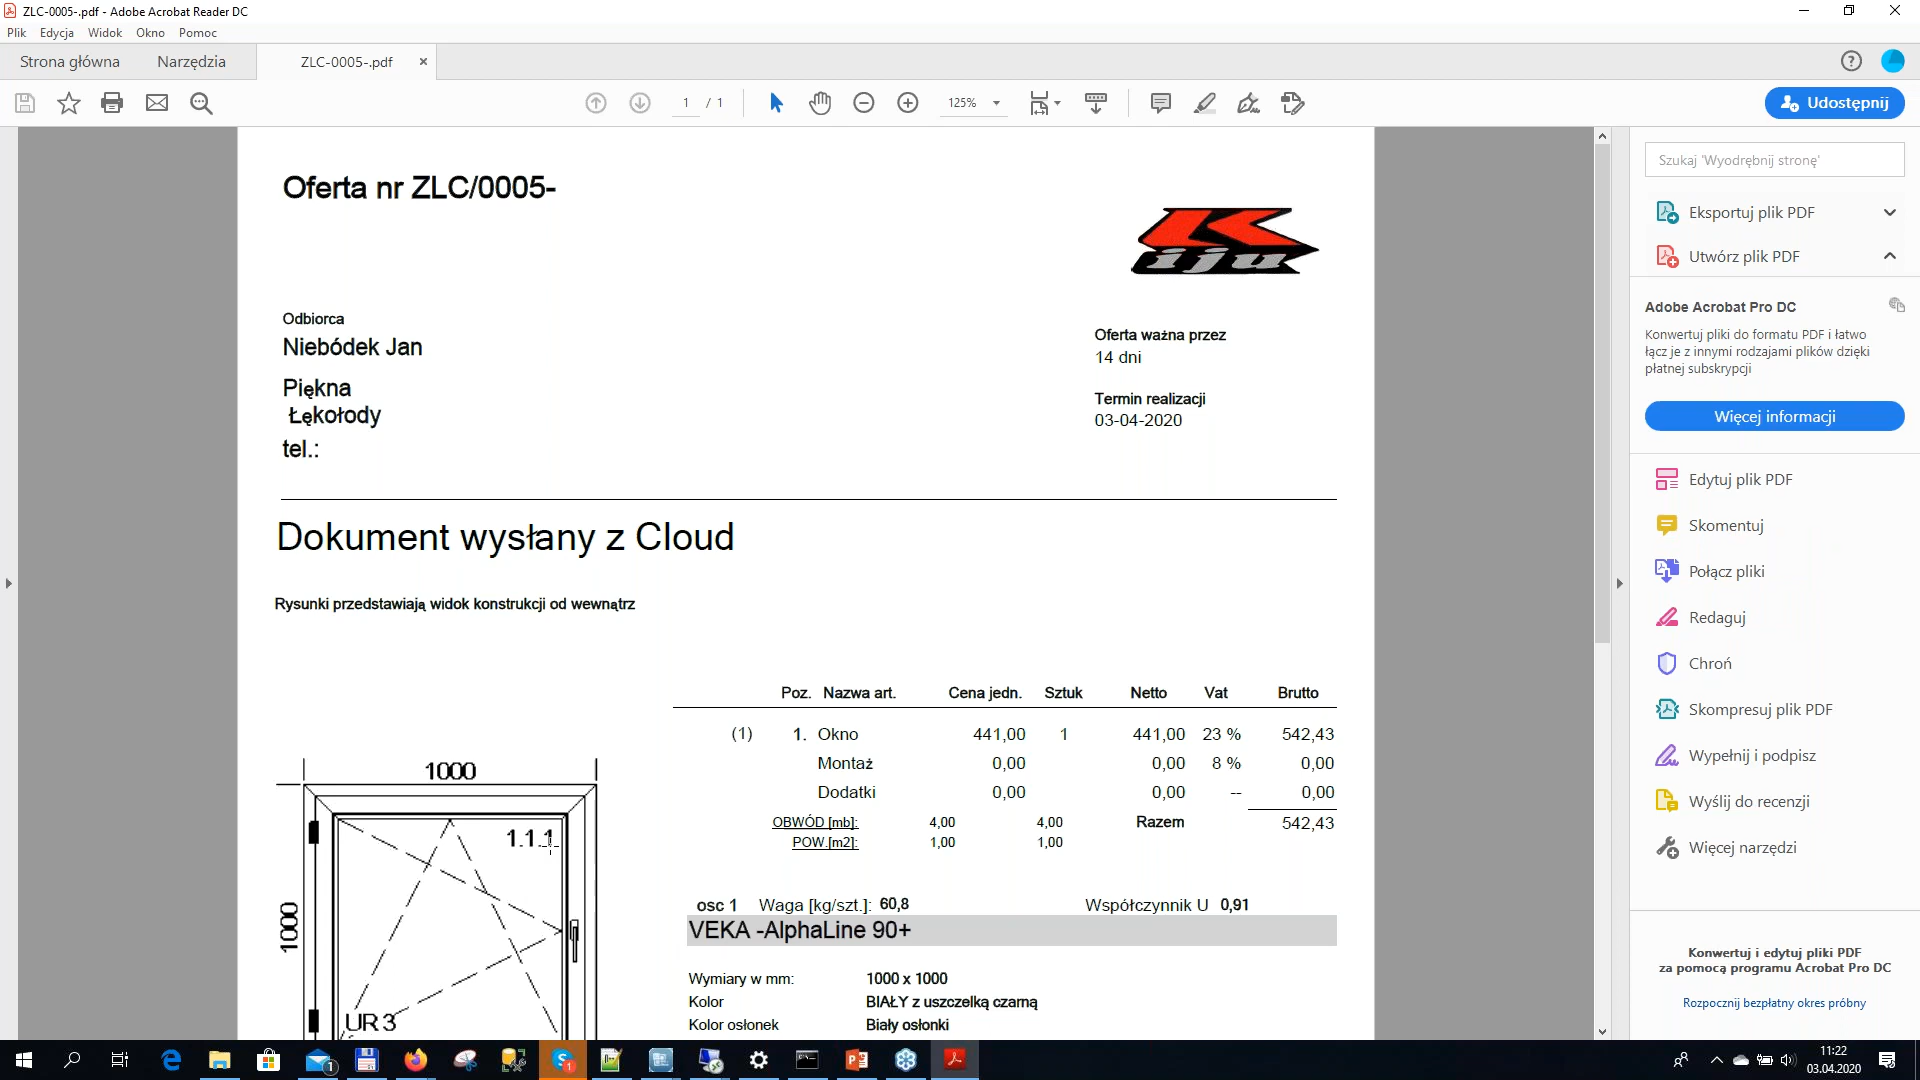 ZLC-0005-.pdf - Adobe Acrobat Reader DC
Plik Edycja Widok Okno Pomoc
Strona główna Narzędzia ZLC-0005-.pdf ×
1 / 1 125% Udostępnij
Oferta nr ZLC/0005-
K
iju
Odbiorca
Niebódek Jan
Piękna
Łękołody
tel.:
Oferta ważna przez
14 dni
Termin realizacji
03-04-2020
Dokument wysłany z Cloud
Rysunki przedstawiają widok konstrukcji od wewnątrz
Poz. Nazwa art. Cena jedn. Sztuk Netto Vat Brutto
(1) 1. Okno 441,00 1 441,00 23 % 542,43
Montaż 0,00 0,00 8 % 0,00
Dodatki 0,00 0,00 -- 0,00
OBWÓD [mb]: 4,00 4,00 Razem 542,43
POW.[m2]: 1,00 1,00
1000
1.1.1
1000
UR3
osc 1 Waga [kg/szt.]: 60,8 Współczynnik U 0,91
VEKA -AlphaLine 90+
Wymiary w mm: 1000 x 1000
Kolor BIAŁY z uszczelką czarną
Kolor osłonek Biały osłonki
Szukaj 'Wyodrębnij stronę'
Eksportuj plik PDF
Utwórz plik PDF
Adobe Acrobat Pro DC
Konwertuj pliki do formatu PDF i łatwo
łącz je z innymi rodzajami plików dzięki
płatnej subskrypcji
Więcej informacji
Edytuj plik PDF
Skomentuj
Połącz pliki
Redaguj
Chroń
Skompresuj plik PDF
Wypełnij i podpisz
Wyślij do recenzji
Więcej narzędzi
Konwertuj i edytuj pliki PDF
za pomocą programu Acrobat Pro DC
Rozpocznij bezpłatny okres próbny
11:22
03.04.2020